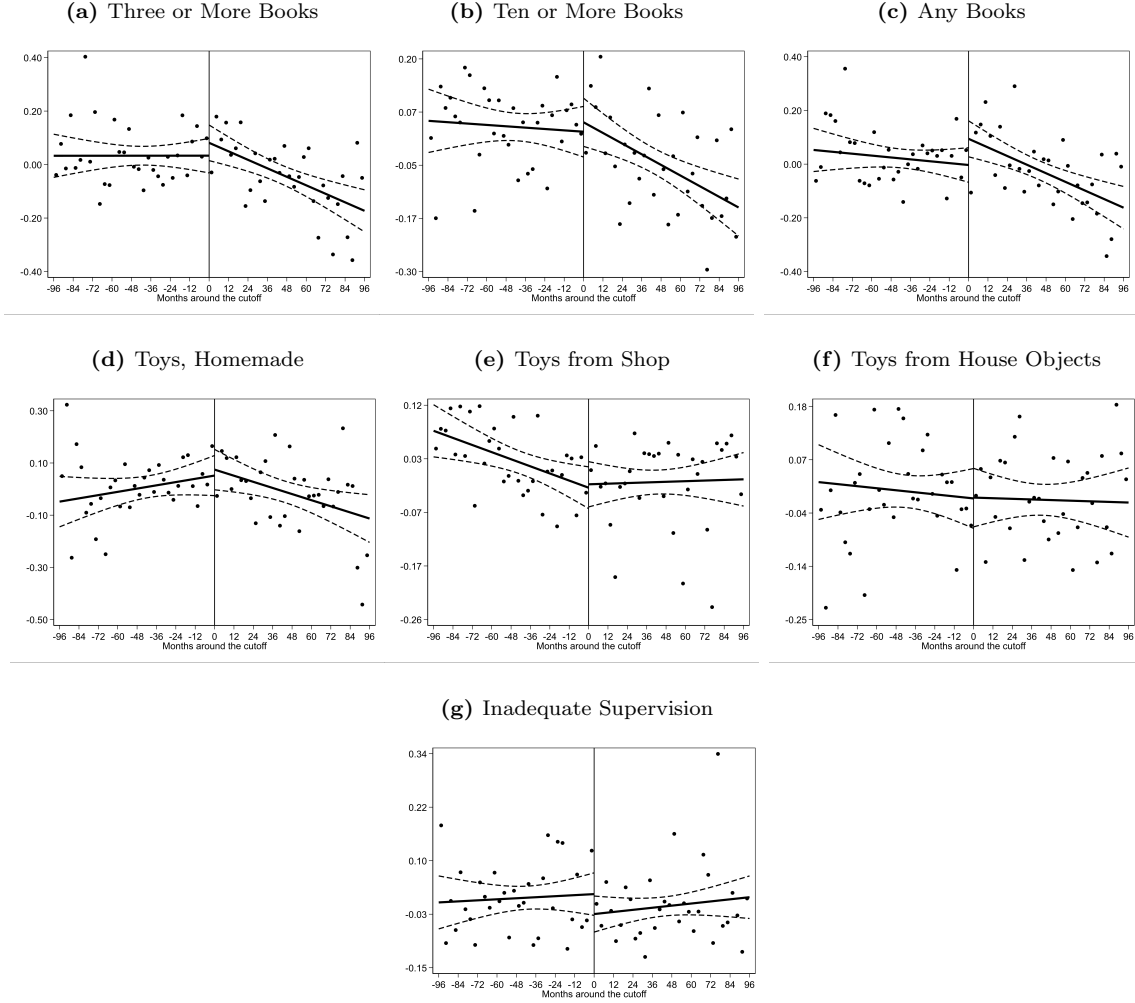 (a) Three or More Books
0.40
0.20
0.00
-0.20
-0.40
-96 -84 -72 -60 -48 -36 -24 -12 0 12 24 36 48 60 72 84 96
Months around the cutoff
(b) Ten or More Books
0.20
0.07
-0.05
-0.17
-0.30
-96 -84 -72 -60 -48 -36 -24 -12 0 12 24 36 48 60 72 84 96
Months around the cutoff
(c) Any Books
0.40
0.20
0.00
-0.20
-0.40
-96 -84 -72 -60 -48 -36 -24 -12 0 12 24 36 48 60 72 84 96
Months around the cutoff
(d) Toys, Homemade
0.30
0.10
-0.10
-0.30
-0.50
-96 -84 -72 -60 -48 -36 -24 -12 0 12 24 36 48 60 72 84 96
Months around the cutoff
(e) Toys from Shop
0.12
0.03
-0.07
-0.17
-0.26
-96 -84 -72 -60 -48 -36 -24 -12 0 12 24 36 48 60 72 84 96
Months around the cutoff
(f) Toys from House Objects
0.18
0.07
-0.04
-0.14
-0.25
-96 -84 -72 -60 -48 -36 -24 -12 0 12 24 36 48 60 72 84 96
Months around the cutoff
(g) Inadequate Supervision
0.34
0.22
0.10
-0.03
-0.15
-96 -84 -72 -60 -48 -36 -24 -12 0 12 24 36 48 60 72 84 96
Months around the cutoff